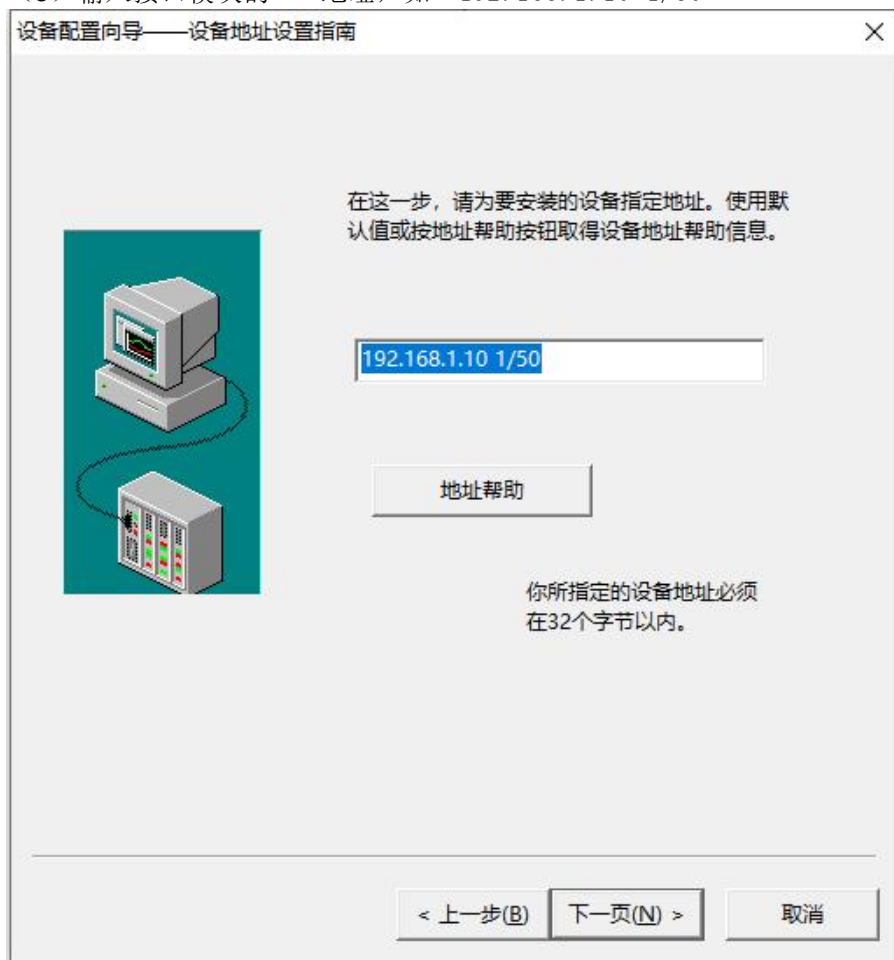 设备配置向导——设备地址设置指南
在这一步，请为要安装的设备指定地址。使用默
认值或按地址帮助按钮取得设备地址帮助信息。
192.168.1.10 1/50
地址帮助
你所指定的设备地址必须
在32个字节以内。
< 上一步(B)
下一页(N) >
取消